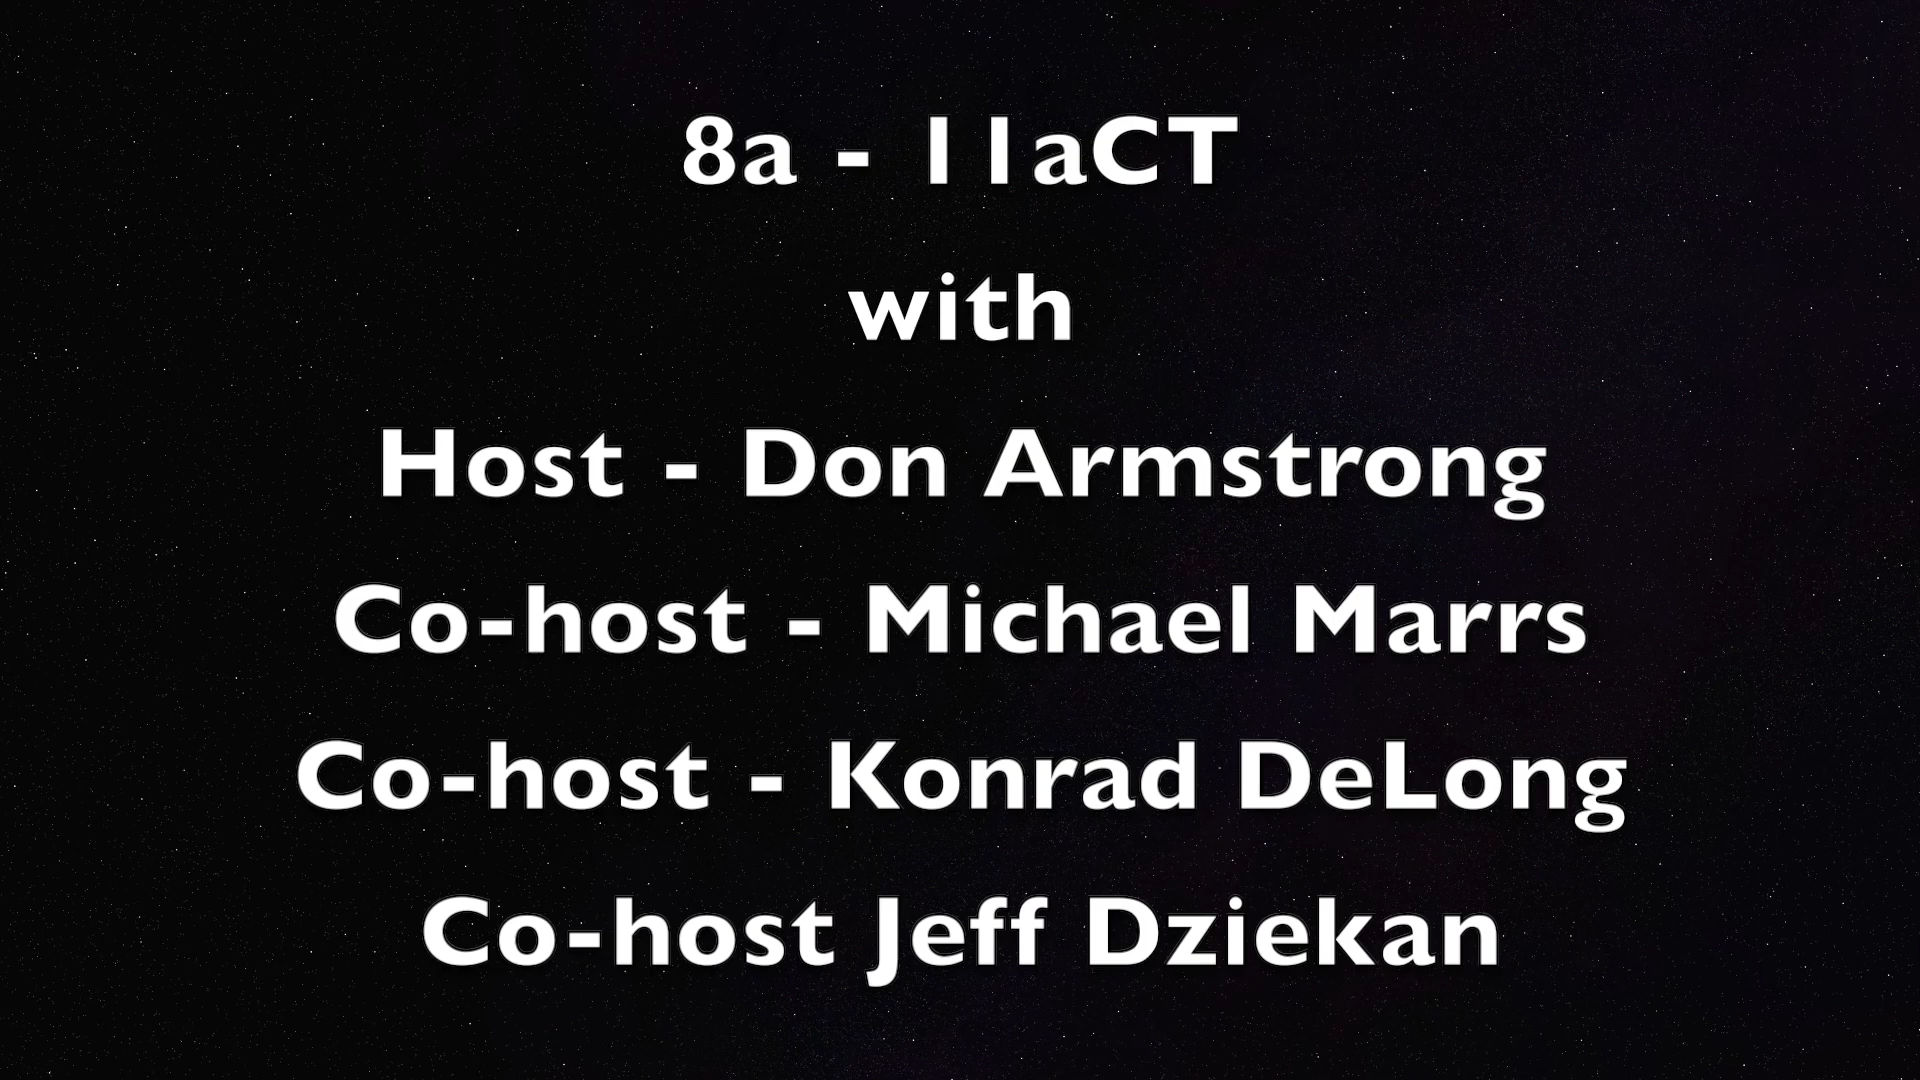 8a - 11aCT
with
Host - Don Armstrong
Co-host - Michael Marrs
Co-host - Konrad DeLong
Co-host Jeff Dziekan